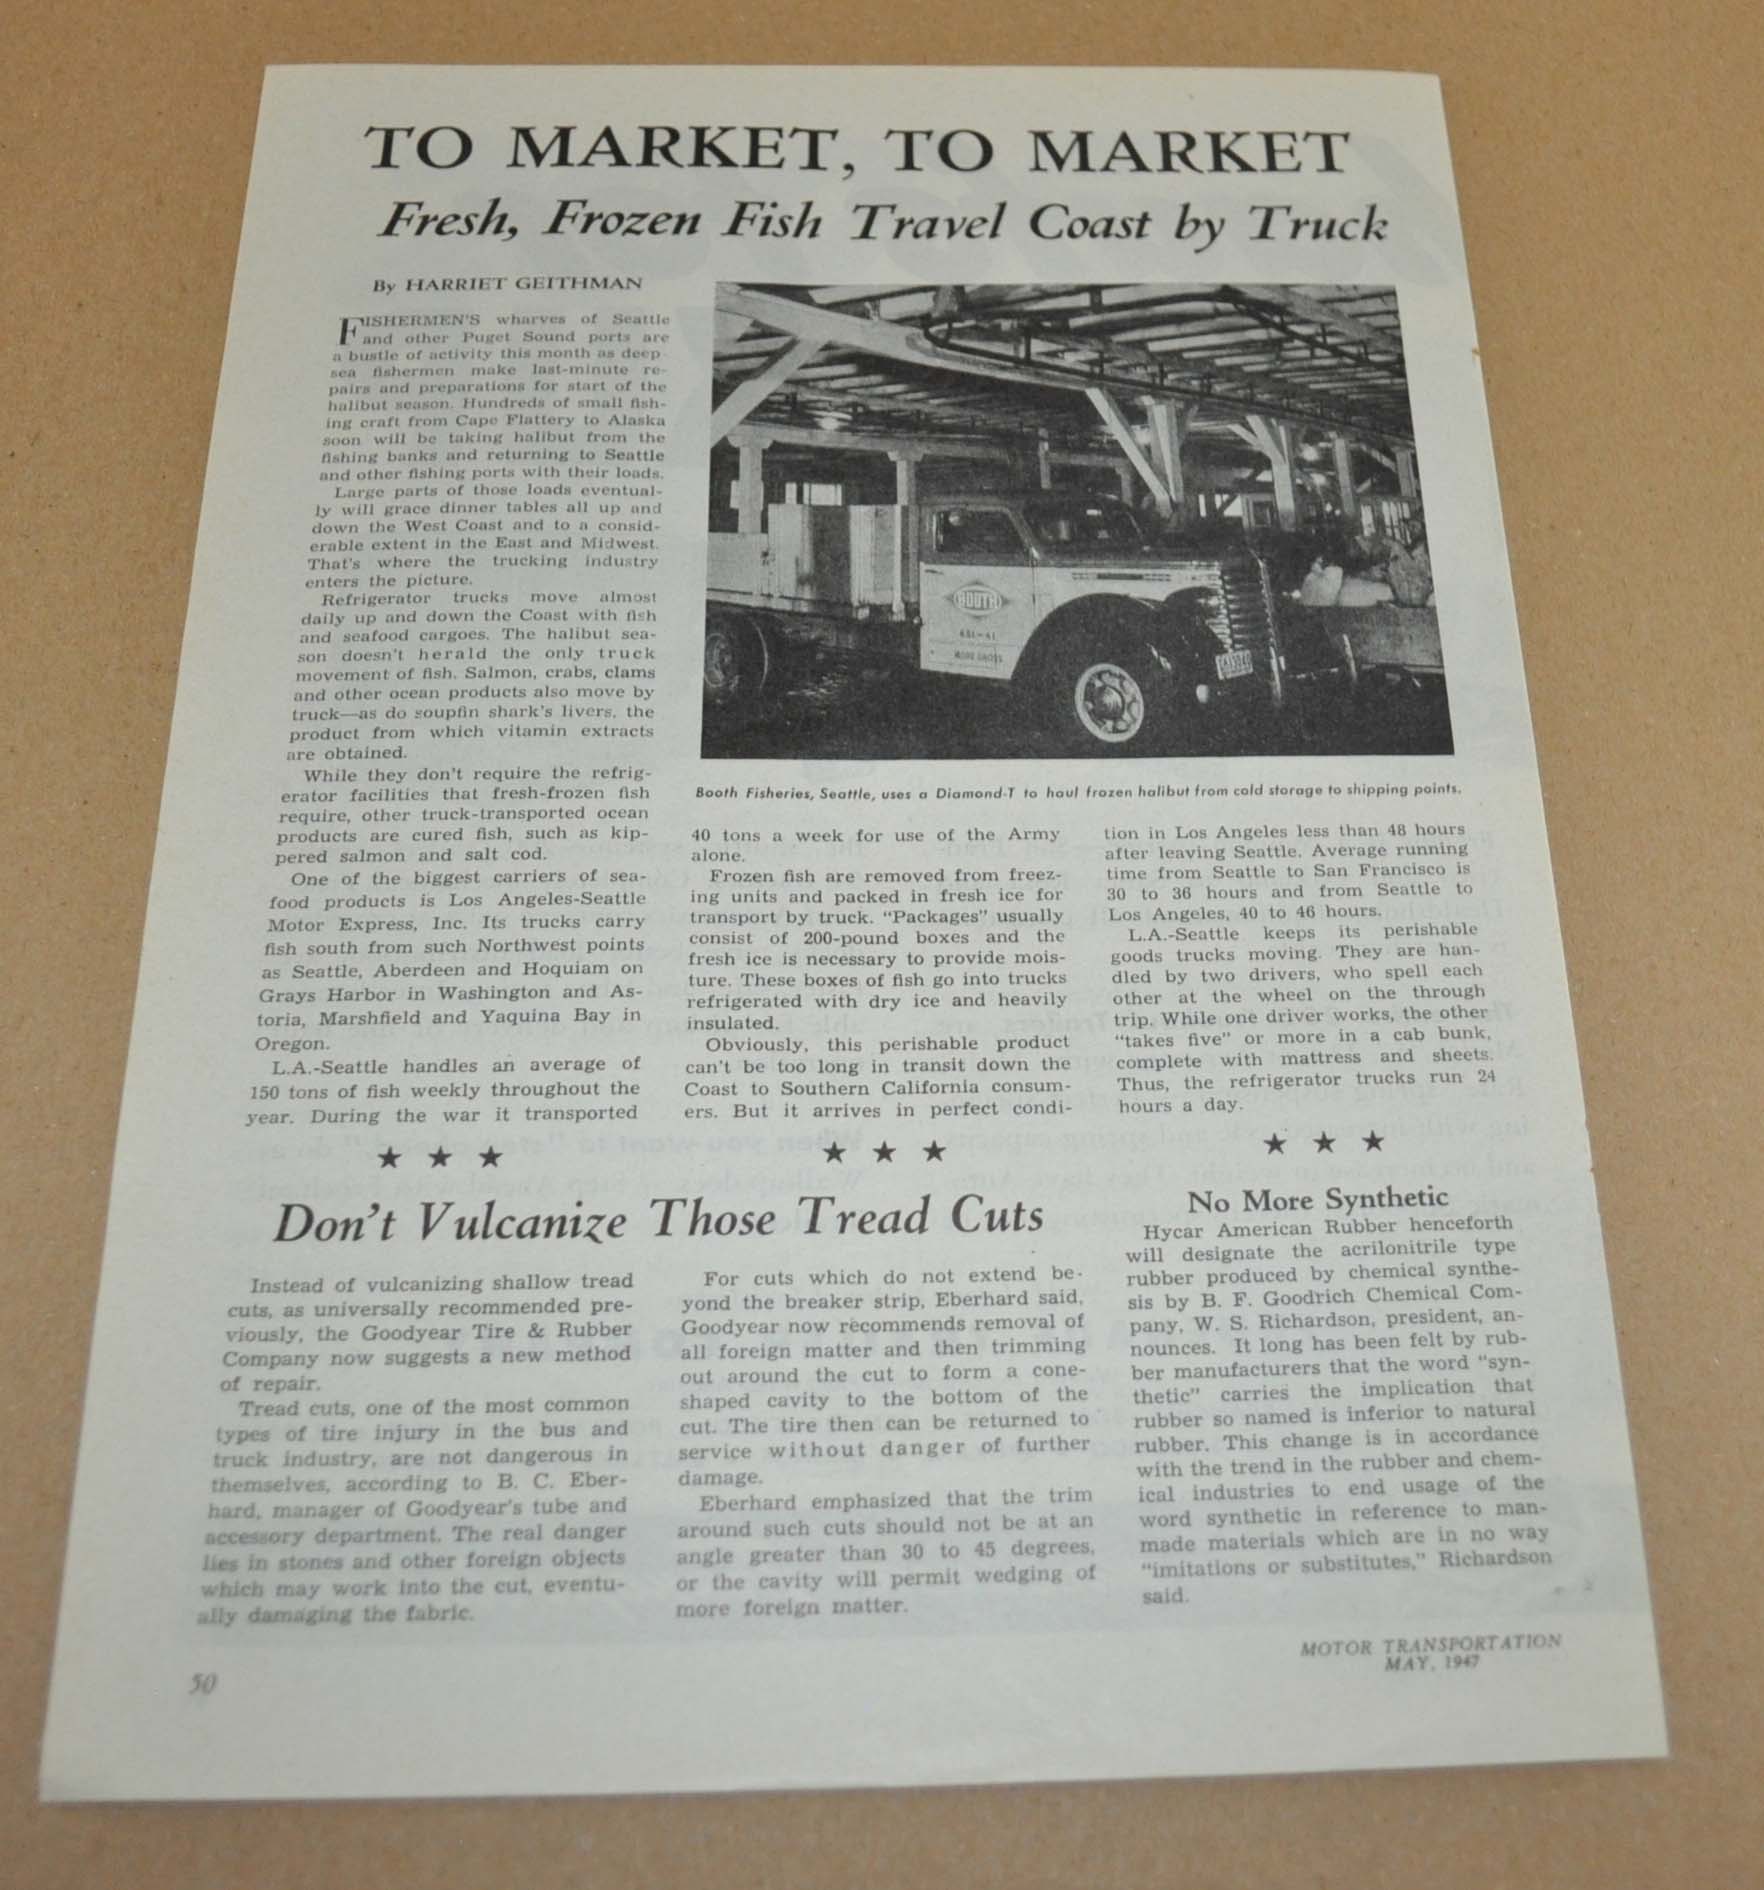 TO MARKET, TO MARKET
Fresh, Frozen Fish Travel Coast by Truck
By HARRIET GEITHMAN
FISHERMEN'S wharves of Seattle
and other Puget Sound ports are
a bustle of activity this month as deep
sea fishermen make last-minute re-
pairs and preparations for start of the
halibut season. Hundreds of small fish-
ing craft from Cape Flattery to Alaska
soon will be taking halibut from the
fishing banks and returning to Seattle
and other fishing ports with their loads.
Large parts of those loads eventual-
ly will grace dinner tables all up and
down the West Coast and to a consid-
erable extent in the East and Midwest.
That's where the trucking industry
enters the picture.
Refrigerator trucks move almost
daily up and down the Coast with fish
and seafood cargoes. The halibut sea-
son doesn't herald the only truck
movement of fish. Salmon, crabs, clams
and other ocean products also move by
truck—as do soupfin shark's livers, the
product from which vitamin extracts
are obtained.
While they don't require the refrig-
erator facilities that fresh-frozen fish
require, other truck-transported ocean
products are cured fish, such as kip-
pered salmon and salt cod.
One of the biggest carriers of sea-
food products is Los Angeles-Seattle
Motor Express, Inc. Its trucks carry
fish south from such Northwest points
as Seattle, Aberdeen and Hoquiam on
Grays Harbor in Washington and As-
toria, Marshfield and Yaquina Bay in
Oregon.
L.A.-Seattle handles an average of
150 tons of fish weekly throughout the
year. During the war it transported
BOOTH
Booth Fisheries, Seattle, uses a Diamond-T to haul frozen halibut from cold storage to shipping points.
40 tons a week for use of the Army
alone.
Frozen fish are removed from freez-
ing units and packed in fresh ice for
transport by truck. "Packages" usually
consist of 200-pound boxes and the
fresh ice is necessary to provide mois-
ture. These boxes of fish go into trucks
refrigerated with dry ice and heavily
insulated.
Obviously, this perishable product
can't be too long in transit down the
Coast to Southern California consum-
ers. But it arrives in perfect condi-
tion in Los Angeles less than 48 hours
after leaving Seattle. Average running
time from Seattle to San Francisco is
30 to 36 hours and from Seattle to
Los Angeles, 40 to 46 hours.
L.A.-Seattle keeps its perishable
goods trucks moving. They are han-
dled by two drivers, who spell each
other at the wheel on the through
trip. While one driver works, the other
"takes five" or more in a cab bunk,
complete with mattress and sheets.
Thus, the refrigerator trucks run 24
hours a day.
★ ★ ★
★ ★ ★
★ ★ ★
Don't Vulcanize Those Tread Cuts
Instead of vulcanizing shallow tread
cuts, as universally recommended pre-
viously, the Goodyear Tire & Rubber
Company now suggests a new method
of repair.
Tread cuts, one of the most common
types of tire injury in the bus and
truck industry, are not dangerous in
themselves, according to B. C. Eber-
hard, manager of Goodyear's tube and
accessory department. The real danger
lies in stones and other foreign objects
which may work into the cut, eventu-
ally damaging the fabric.
For cuts which do not extend be-
yond the breaker strip, Eberhard said,
Goodyear now recommends removal of
all foreign matter and then trimming
out around the cut to form a cone-
shaped cavity to the bottom of the
cut. The tire then can be returned to
service without danger of further
damage.
Eberhard emphasized that the trim
around such cuts should not be at an
angle greater than 30 to 45 degrees,
or the cavity will permit wedging of
more foreign matter.
No More Synthetic
Hycar American Rubber henceforth
will designate the acrilonitrile type
rubber produced by chemical synthe-
sis by B. F. Goodrich Chemical Com-
pany, W. S. Richardson, president, an-
nounces. It long has been felt by rub-
ber manufacturers that the word "syn-
thetic" carries the implication that
rubber so named is inferior to natural
rubber. This change is in accordance
with the trend in the rubber and chem-
ical industries to end usage of the
word synthetic in reference to man-
made materials which are in no way
"imitations or substitutes," Richardson
said.
50
MOTOR TRANSPORTATION
MAY, 1947